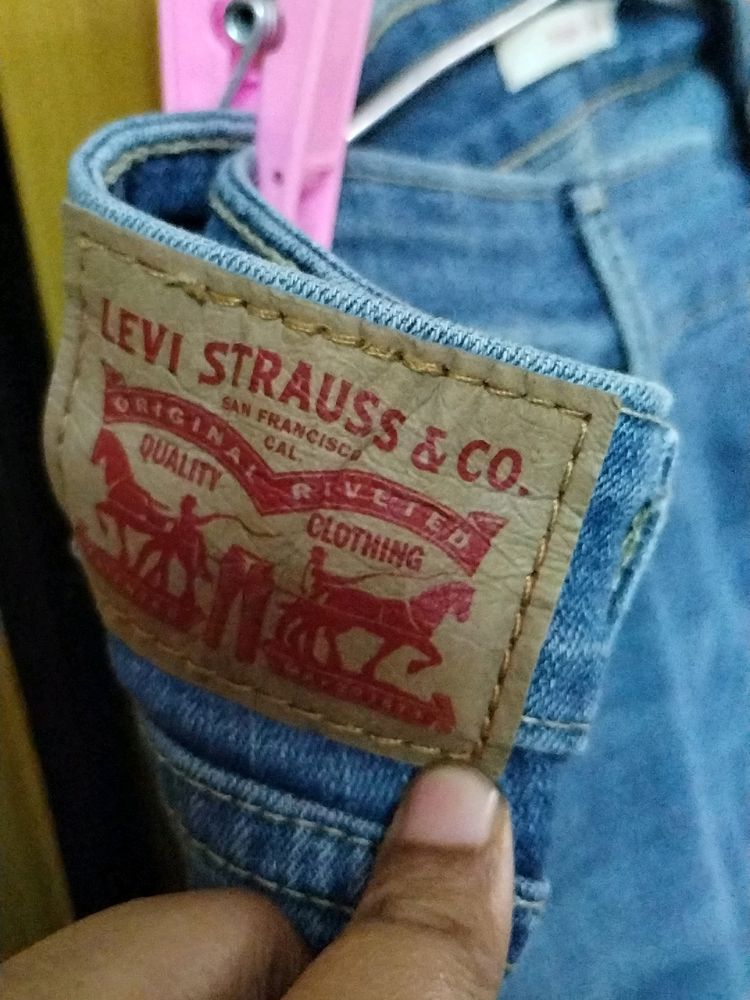 LEVI STRAUSS & CO.
SAN FRANCISCO
CAL.
ORIGINAL RIVETED
QUALITY
CLOTHING